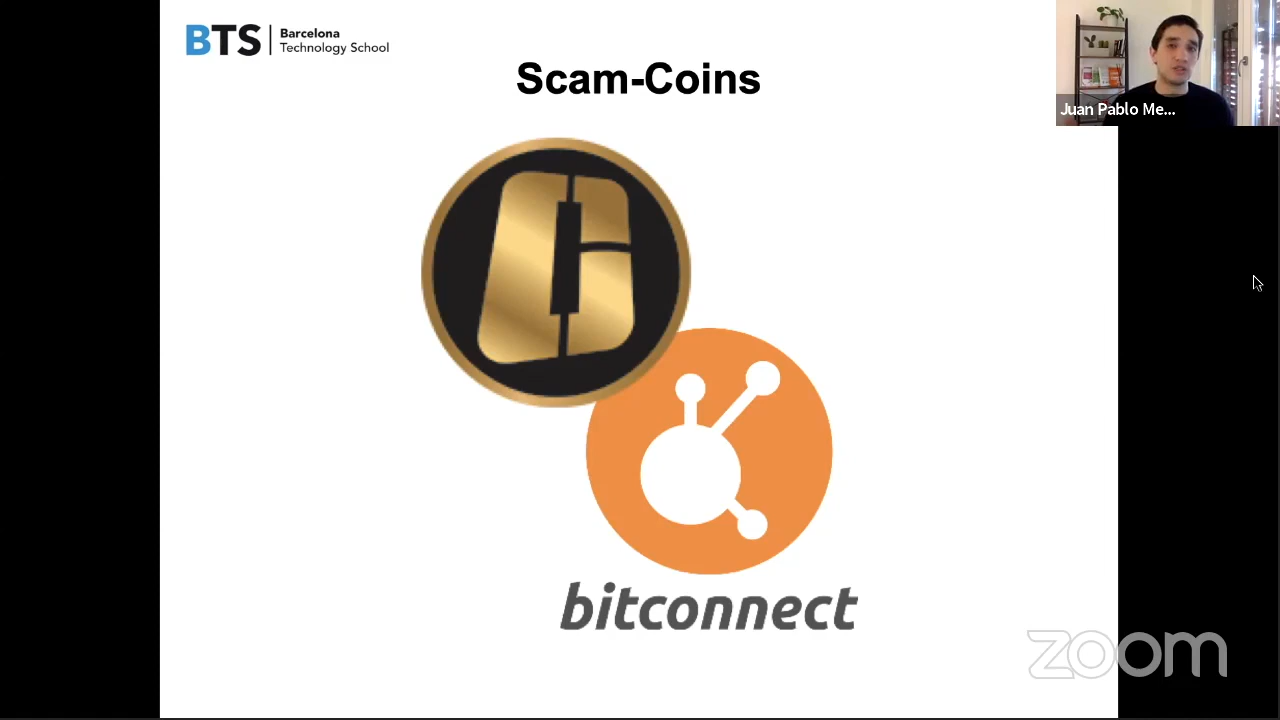 BTS
Barcelona
Technology School
Scam-Coins
Juan Pablo Me...
bitconnect
zoom